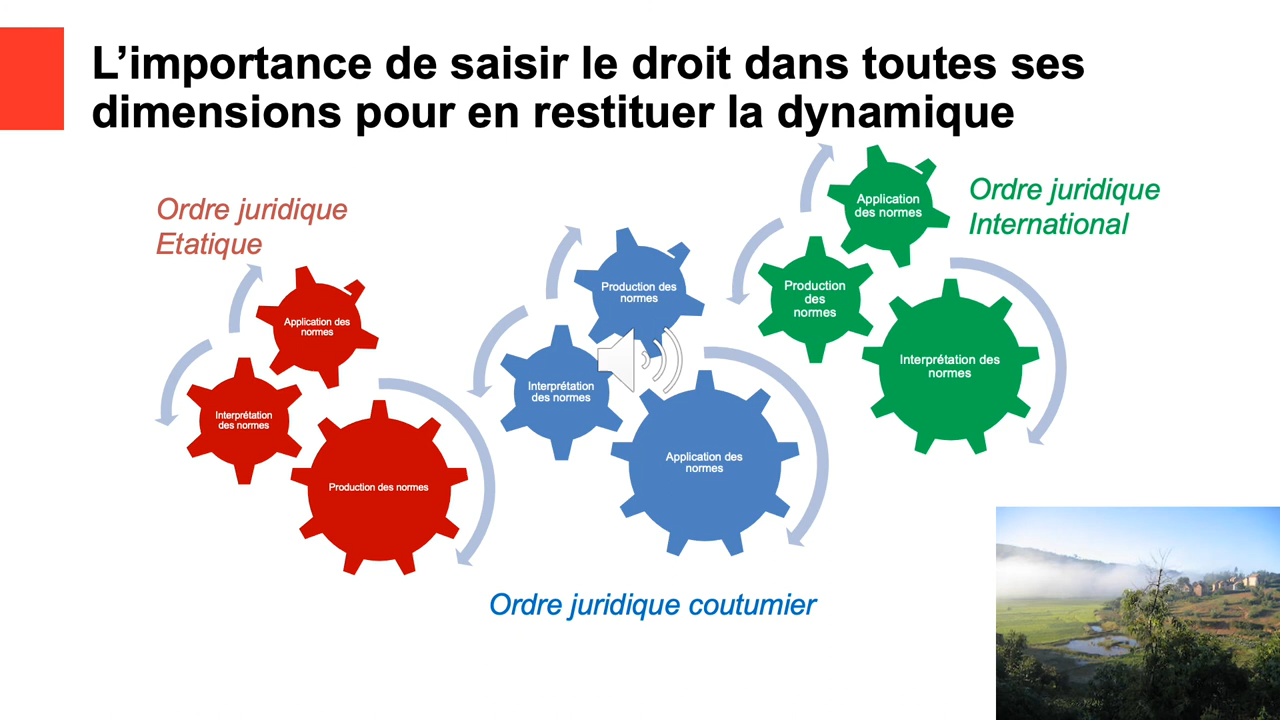 L’importance de saisir le droit dans toutes ses
dimensions pour en restituer la dynamique
Ordre juridique
Etatique
Application des
normes
Interprétation
des normes
Production des normes
Production des
normes
Interprétation
des normes
Application des
normes
Ordre juridique coutumier
Application
des normes
Production
des
normes
Interprétation des
normes
Ordre juridique
International